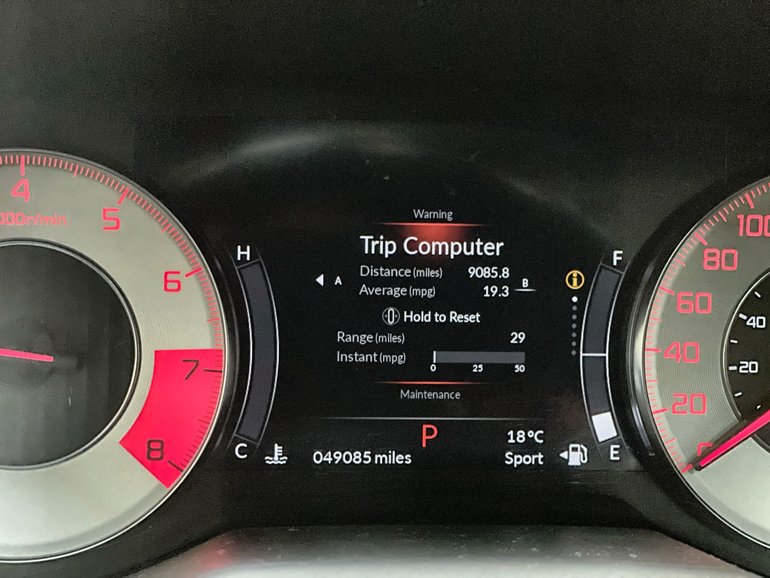 4
5
6
7
8
000r/min
H
C
Warning
Trip Computer
A
Distance (miles) 9085.8
Average (mpg) 19.3
B
Hold to Reset
Range (miles) 29
Instant (mpg)
0 25 50
Maintenance
P
18°C
049085 miles
Sport
F
E
100
80
60
40
20
40
20